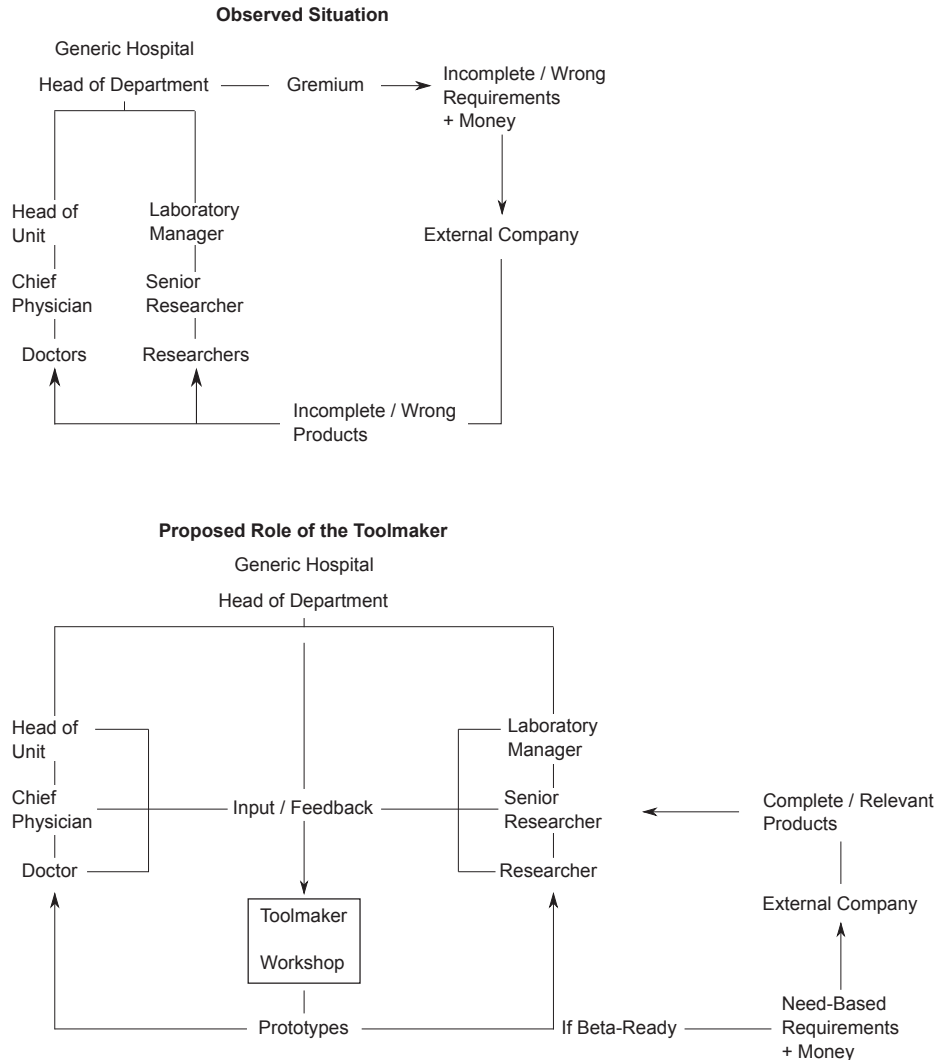 Observed Situation
Generic Hospital
Head of Department
Gremium
Incomplete / Wrong
Requirements
+ Money
Head of
Unit
Laboratory
Manager
External Company
Chief
Physician
Senior
Researcher
Doctors
Researchers
Incomplete / Wrong
Products
Proposed Role of the Toolmaker
Generic Hospital
Head of Department
Head of
Unit
Laboratory
Manager
Chief
Physician
Input / Feedback
Senior
Researcher
Complete / Relevant
Products
Doctor
Researcher
External Company
Toolmaker
Workshop
Prototypes
If Beta-Ready
Need-Based
Requirements
+ Money